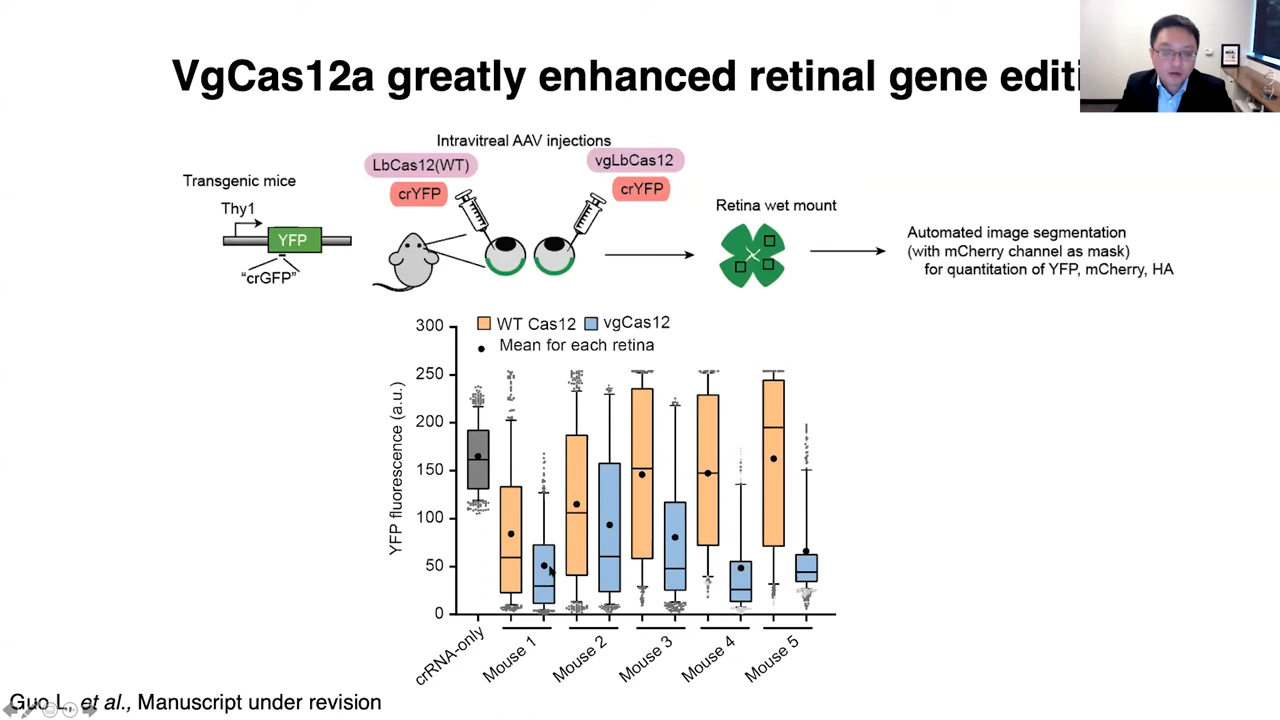 VgCas12a greatly enhanced retinal gene editi
Intravitreal AAV injections
LbCas12(WT)
crYFP
vgLbCas12
crYFP
Transgenic mice
Thy1
YFP
“crGFP”
Retina wet mount
Automated image segmentation
(with mCherry channel as mask)
for quantitation of YFP, mCherry, HA
WT Cas12
vgCas12
Mean for each retina
YFP fluorescence (a.u.)
300
250
200
150
100
50
0
crRNA-only
Mouse 1
Mouse 2
Mouse 3
Mouse 4
Mouse 5
Guo L, et al., Manuscript under revision